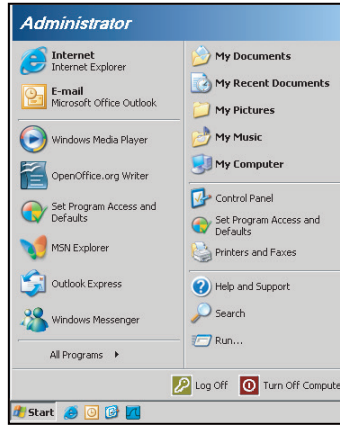 Administrator
Internet
Internet Explorer
E-mail
Microsoft Office Outlook
Windows Media Player
OpenOffice.org Writer
Set Program Access and
Defaults
MSN Explorer
Outlook Express
Windows Messenger
All Programs
My Documents
My Recent Documents
My Pictures
My Music
My Computer
Control Panel
Set Program Access and
Defaults
Printers and Faxes
Help and Support
Search
Run...
Log Off
Turn Off Compute
Start